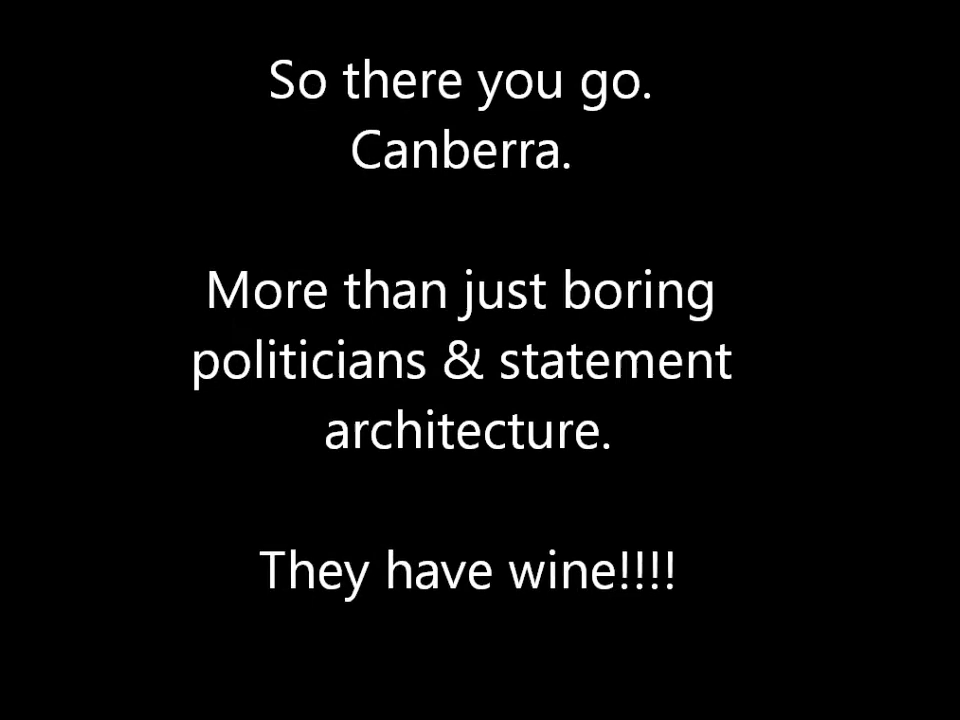 So there you go.
Canberra.
More than just boring
politicians & statement
architecture.
They have wine!!!!